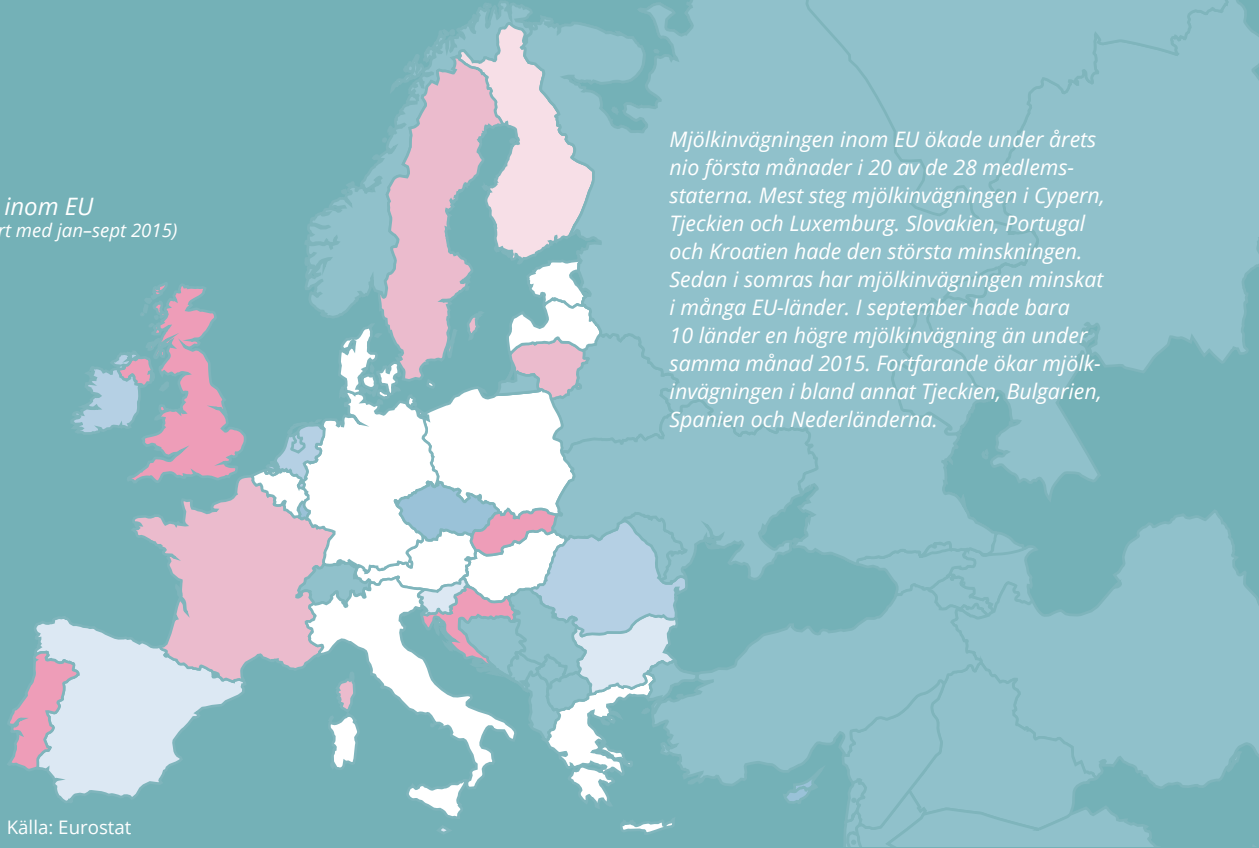 inom EU
rt med jan–sept 2015)
Mjölkinvägningen inom EU ökade under årets
nio första månader i 20 av de 28 medlems-
staterna. Mest steg mjölkinvägningen i Cypern,
Tjeckien och Luxemburg. Slovakien, Portugal
och Kroatien hade den största minskningen.
Sedan i somras har mjölkinvägningen minskat
i många EU-länder. I september hade bara
10 länder en högre mjölkinvägning än under
samma månad 2015. Fortfarande ökar mjölk-
invägningen i bland annat Tjeckien, Bulgarien,
Spanien och Nederländerna.
Källa: Eurostat